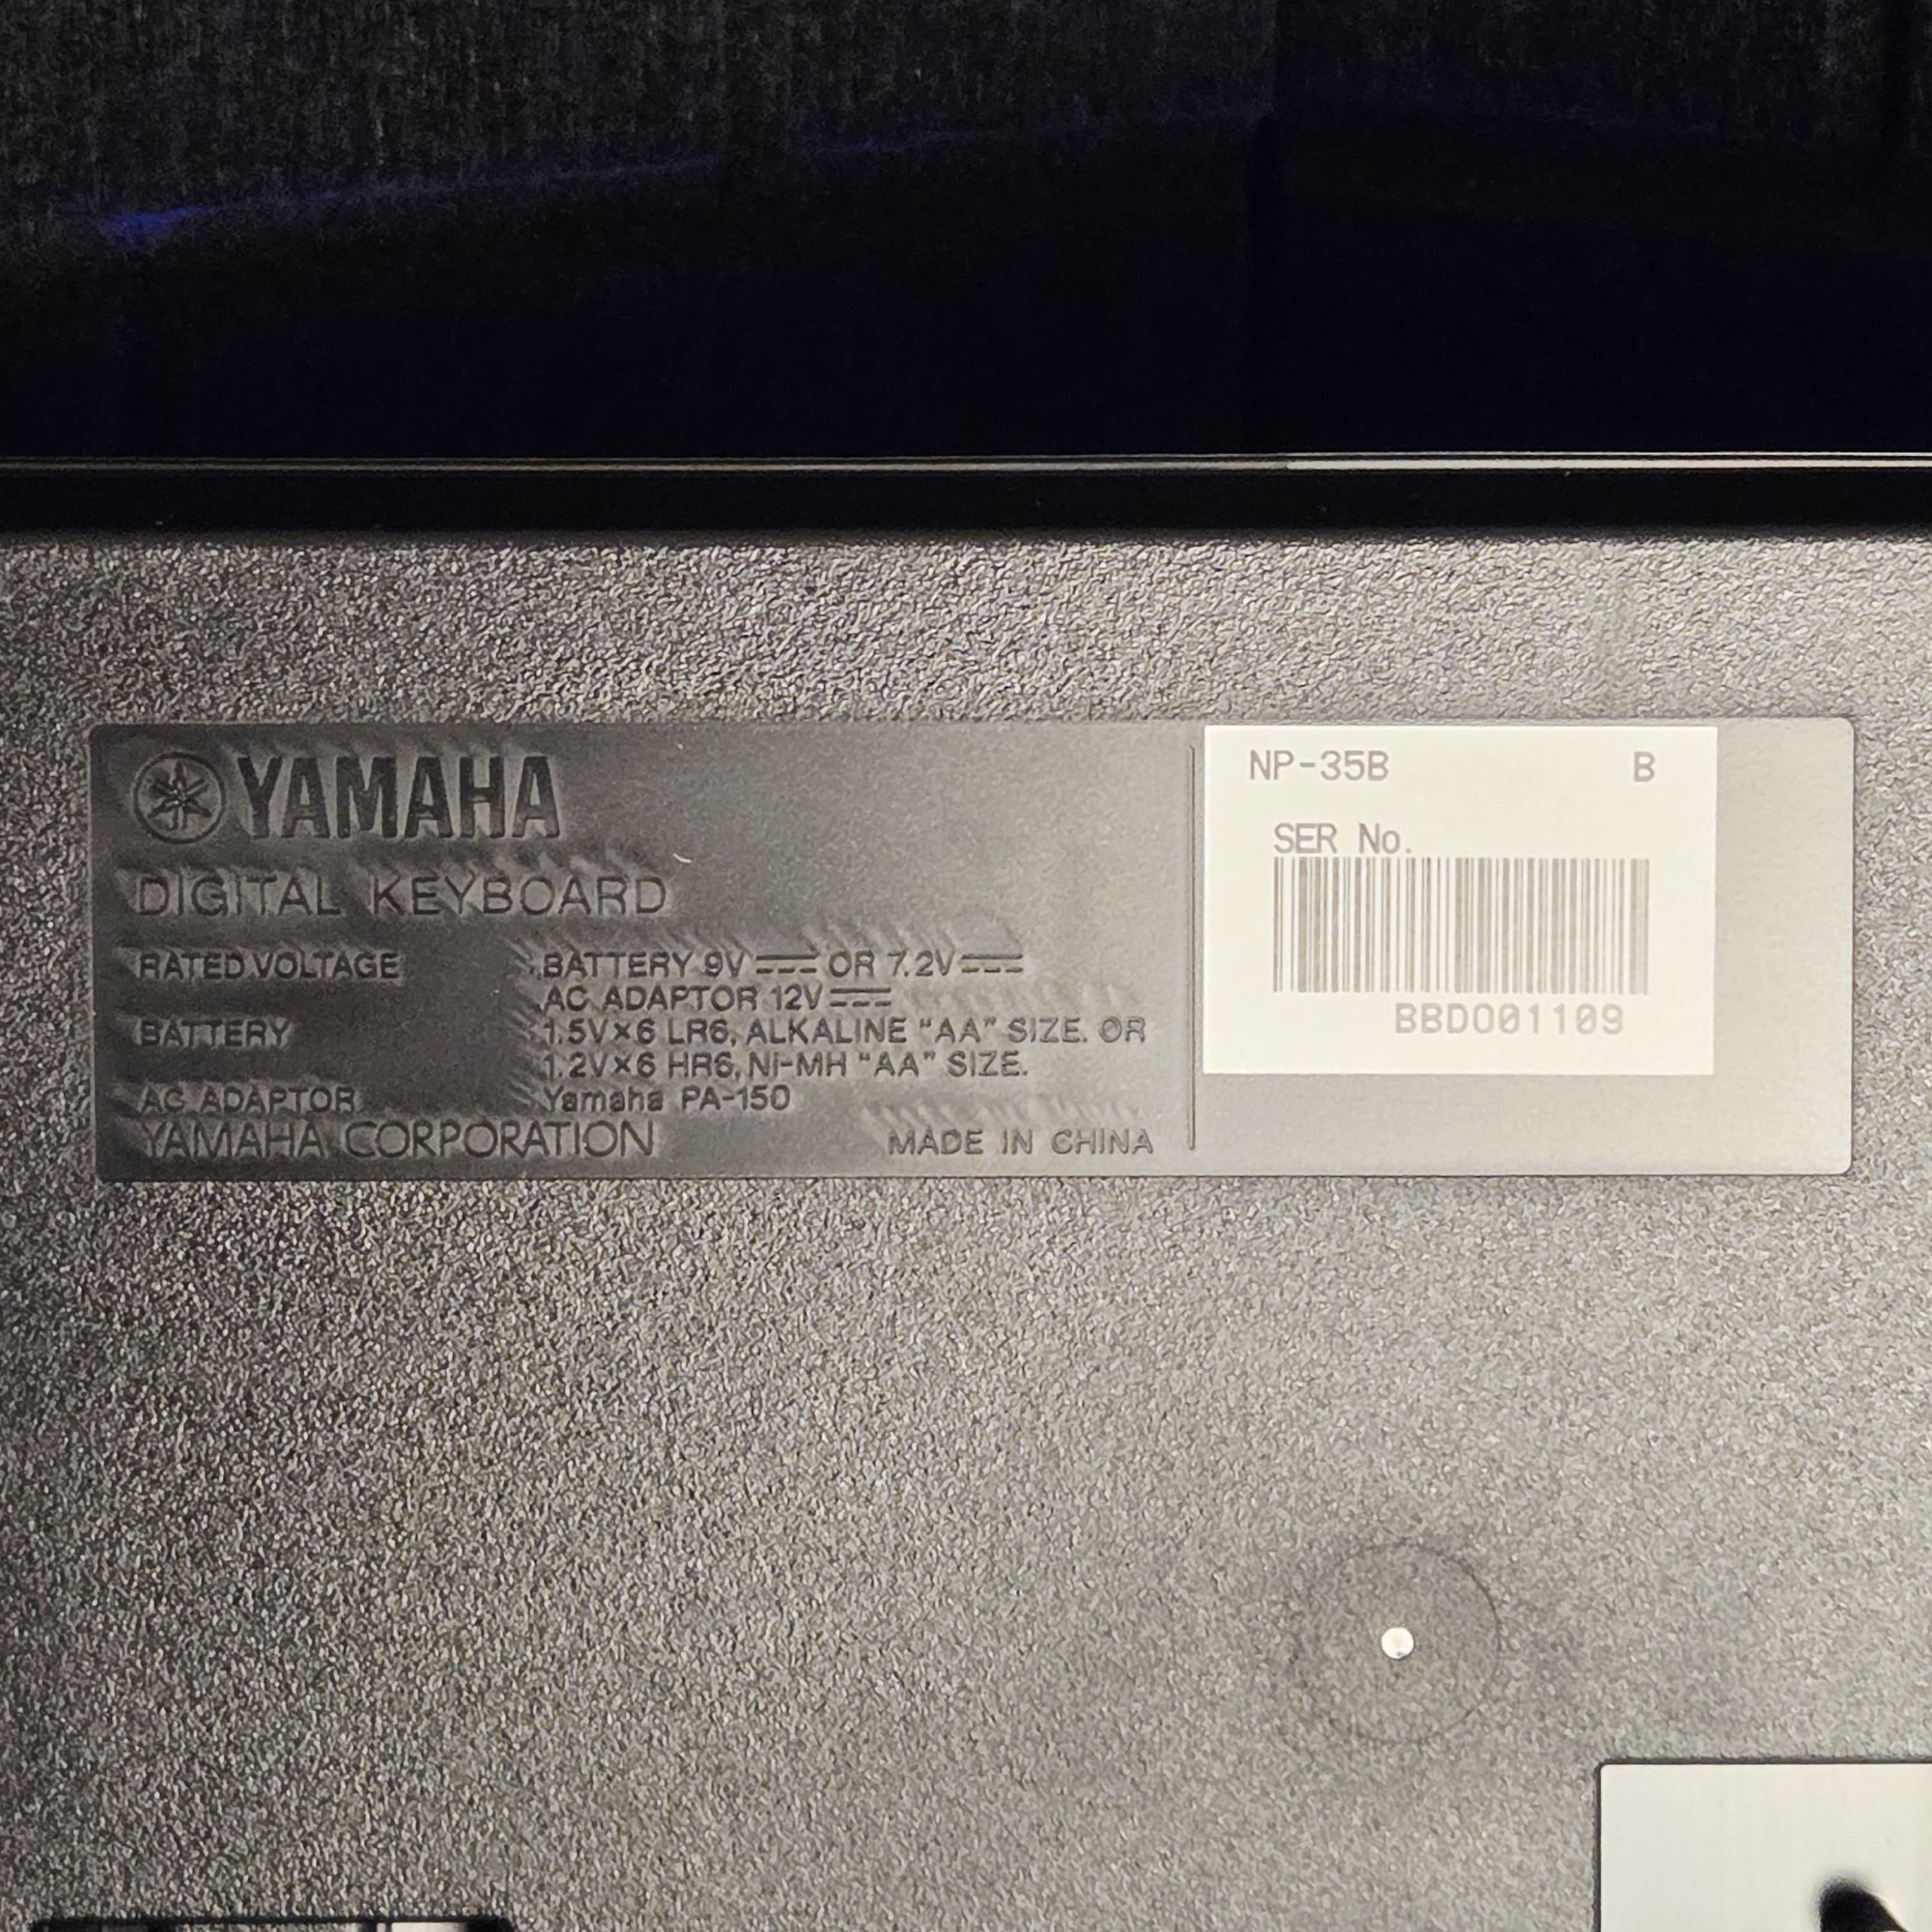 YAMAHA
DIGITAL KEYBOARD
RATED VOLTAGE BATTERY 9V⎓ OR 7.2V⎓
AC ADAPTOR 12V⎓
BATTERY 1.5V×6 LR6, ALKALINE "AA" SIZE. OR
1.2V×6 HR6, Ni-MH "AA" SIZE.
AC ADAPTOR Yamaha PA-150
YAMAHA CORPORATION MADE IN CHINA
NP-35B B
SER No.
BBDO01109